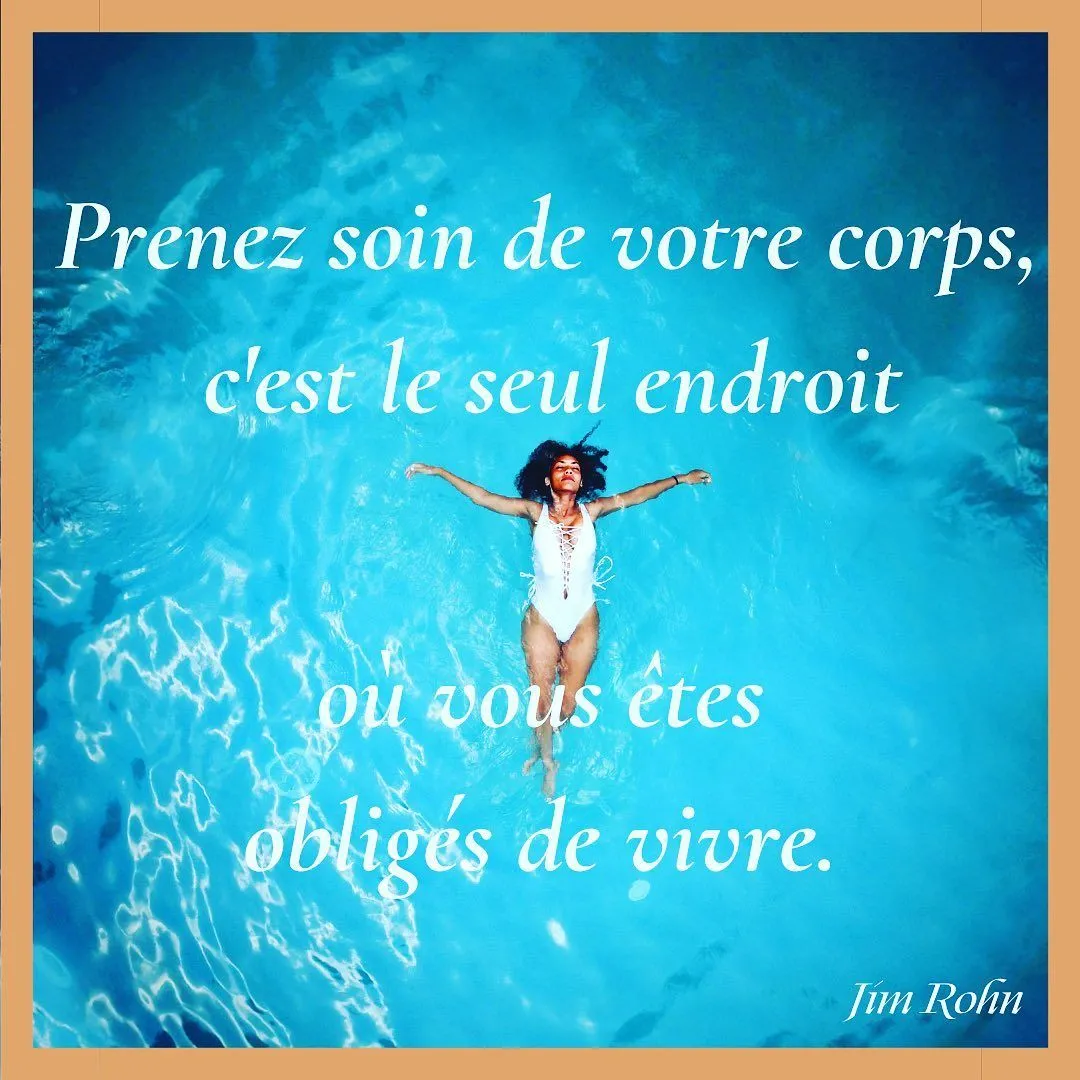 Prenez soin de votre corps,
c'est le seul endroit
où vous êtes
obligés de vivre.
Jim Rohn